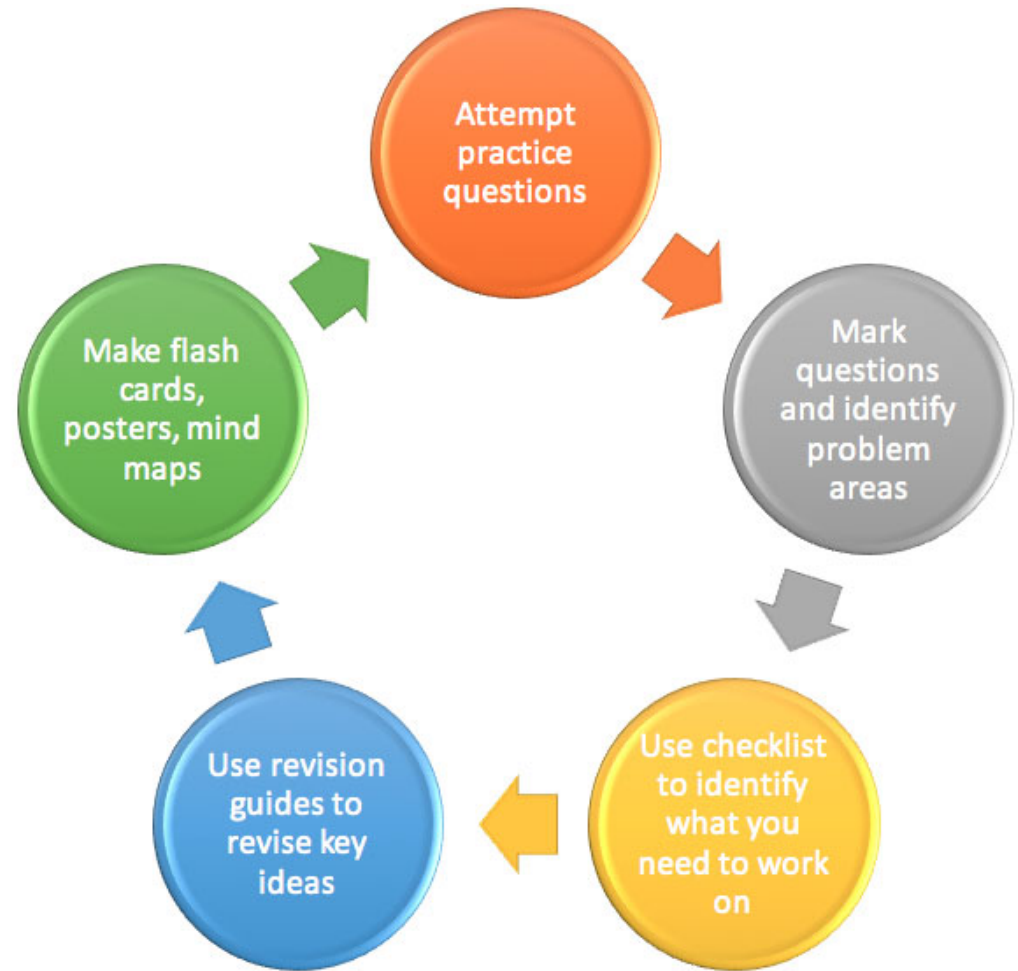 Attempt
practice
questions
Mark
questions
and identify
problem
areas
Use checklist
to identify
what you
need to work
on
Use revision
guides to
revise key
ideas
Make flash
cards,
posters, mind
maps